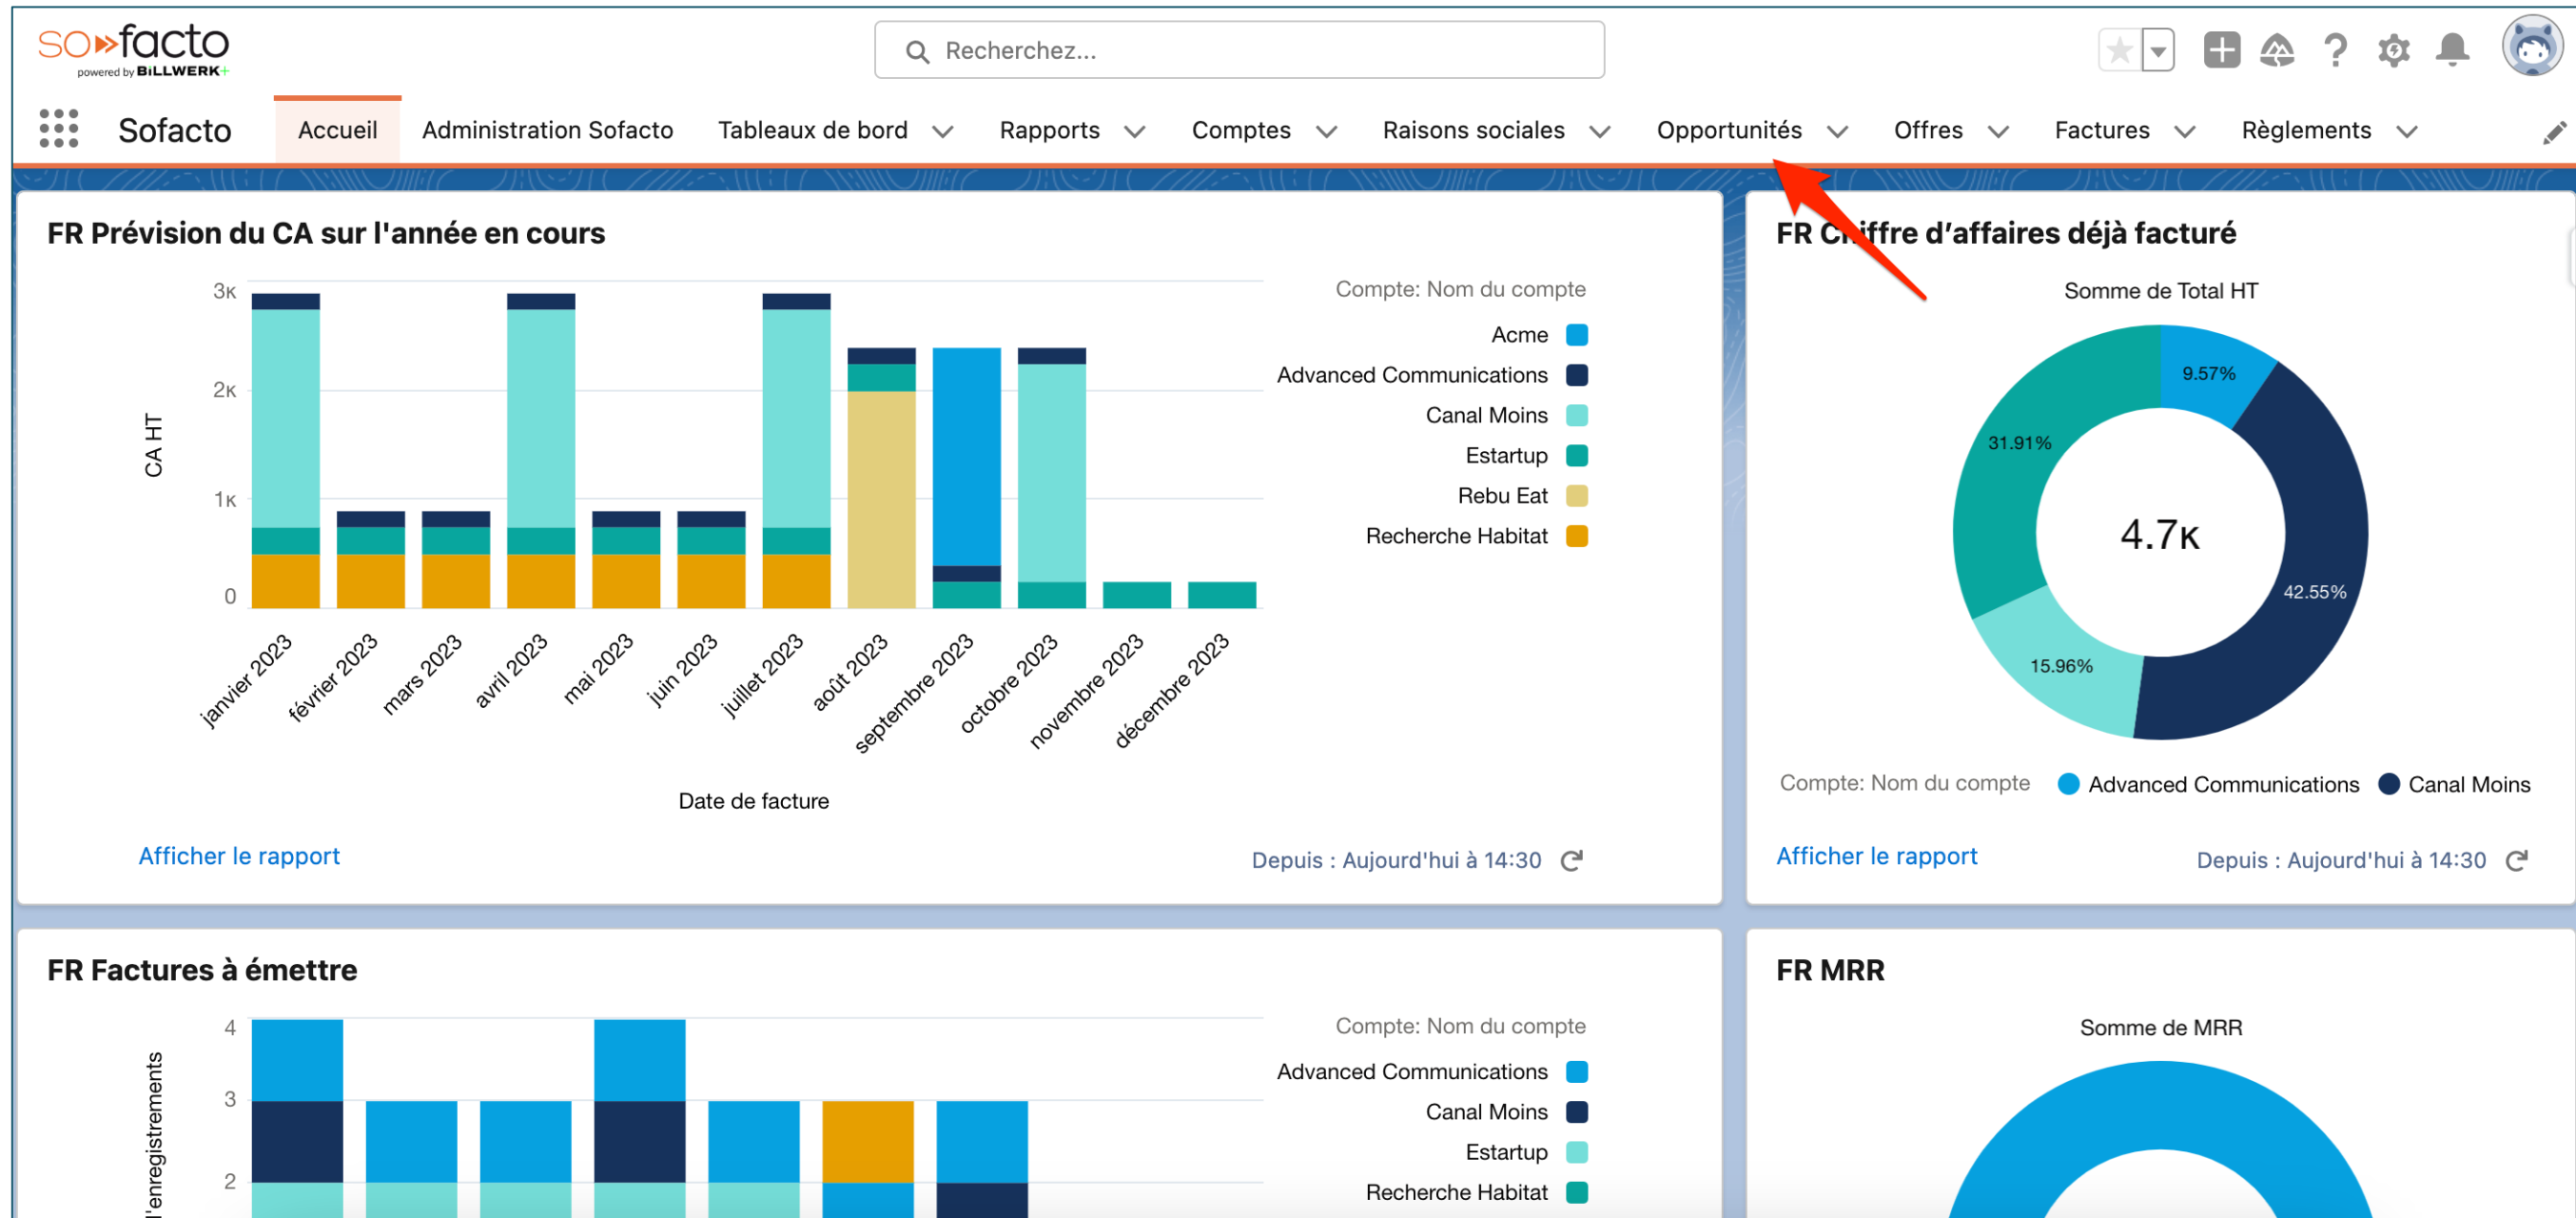 so facto
powered by BiLLWERK+
Recherchez...
Sofacto
Accueil
Administration Sofacto
Tableaux de bord
Rapports
Comptes
Raisons sociales
Opportunités
Offres
Factures
Règlements
FR Prévision du CA sur l'année en cours
CA HT
3K
2K
1K
0
janvier 2023
février 2023
mars 2023
avril 2023
mai 2023
juin 2023
juillet 2023
août 2023
septembre 2023
octobre 2023
novembre 2023
décembre 2023
Date de facture
Compte: Nom du compte
Acme
Advanced Communications
Canal Moins
Estartup
Rebu Eat
Recherche Habitat
Afficher le rapport
Depuis : Aujourd'hui à 14:30
FR Chiffre d'affaires déjà facturé
Somme de Total HT
9.57%
31.91%
4.7K
42.55%
15.96%
Compte: Nom du compte
Advanced Communications
Canal Moins
Afficher le rapport
Depuis : Aujourd'hui à 14:30
FR Factures à émettre
l'enregistrements
4
3
2
Compte: Nom du compte
Advanced Communications
Canal Moins
Estartup
Recherche Habitat
FR MRR
Somme de MRR